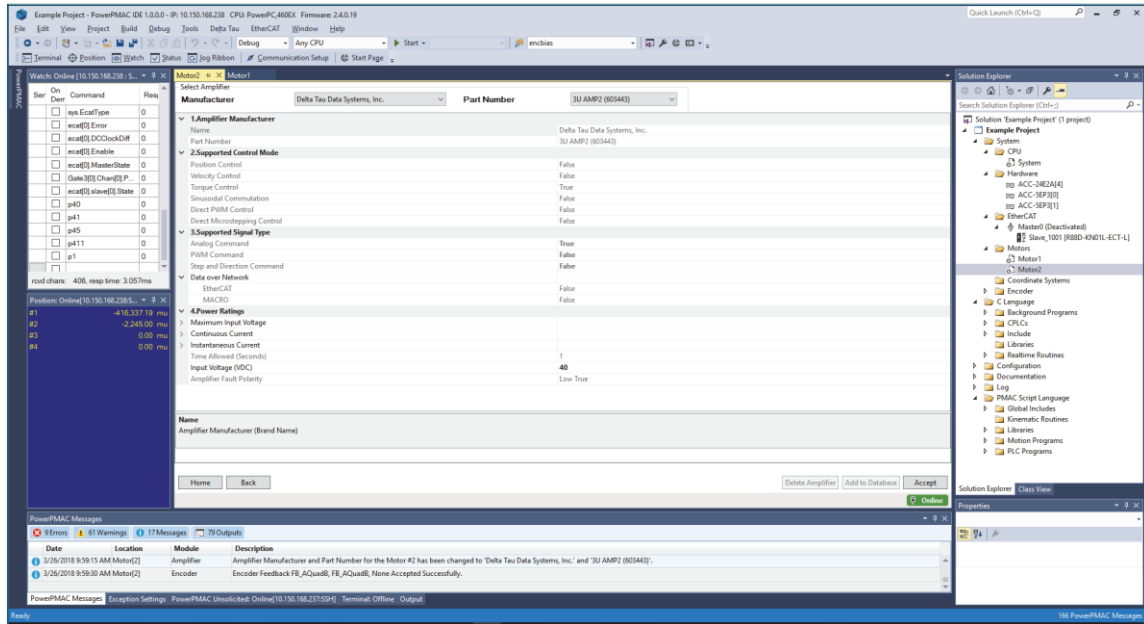 Example Project - PowerPMAC IDE 1.0.0.0 - IP: 10.150.168.238 CPU: PowerPC,460EX Firmware: 2.4.0.19
Quick Launch (Ctrl+Q)
File Edit View Project Build Debug Tools Delta Tau EtherCAT Window Help
Debug Any CPU Start encbias
Terminal Position Watch Status Jog Ribbon Communication Setup Start Page
PowerPMAC
Watch: Online [10.150.168.238 : S...
Ser On Dem Command Resp
sys.EcatType 0
ecat[0].Error 0
ecat[0].DCClockDiff 0
ecat[0].Enable 0
ecat[0].MasterState 0
Gate3[0].Chan[0].P... 0
ecat[0].slave[0].State 0
p40 0
p41 0
p45 0
p411 0
p1 0
rcvd chars: 406, resp time: 3.057ms
Position: Online[10.150.168.238:S...
#1 -416,337.19 mu
#2 -2,245.00 mu
#3 0.00 mu
#4 0.00 mu
Motor2 Motor1
Select Amplifier
Manufacturer Delta Tau Data Systems, Inc. Part Number 3U AMP2 (603443)
1.Amplifier Manufacturer
Name Delta Tau Data Systems, Inc.
Part Number 3U AMP2 (603443)
2.Supported Control Mode
Position Control False
Velocity Control False
Torque Control True
Sinusoidal Commutation False
Direct PWM Control False
Direct Microstepping Control False
3.Supported Signal Type
Analog Command True
PWM Command False
Step and Direction Command False
Data over Network
EtherCAT False
MACRO False
4.Power Ratings
Maximum Input Voltage
Continuous Current
Instantaneous Current
Time Allowed (Seconds) 1
Input Voltage (VDC) 40
Amplifier Fault Polarity Low True
Name
Amplifier Manufacturer (Brand Name)
Home Back Delete Amplifier Add to Database Accept
Online
Solution Explorer
Search Solution Explorer (Ctrl+;)
Solution 'Example Project' (1 project)
Example Project
System
CPU
System
Hardware
ACC-24E2A[4]
ACC-5EP3[0]
ACC-5EP3[1]
EtherCAT
Master0 (Deactivated)
Slave_1001 [R88D-KN01L-ECT-L]
Motors
Motor1
Motor2
Coordinate Systems
Encoder
C Language
Background Programs
CPLCs
Include
Libraries
Realtime Routines
Configuration
Documentation
Log
PMAC Script Language
Global Includes
Kinematic Routines
Libraries
Motion Programs
PLC Programs
Solution Explorer Class View
Properties
PowerPMAC Messages
9 Errors 61 Warnings 17 Messages 79 Outputs
Date Location Module Description
3/26/2018 9:59:15 AM Motor[2] Amplifier Amplifier Manufacturer and Part Number for the Motor #2 has been changed to 'Delta Tau Data Systems, Inc.' and '3U AMP2 (603443)'.
3/26/2018 9:59:30 AM Motor[2] Encoder Encoder Feedback FB_AQuadB, FB_AQuadB, None Accepted Successfully.
PowerPMAC Messages Exception Settings PowerPMAC Unsolicited: Online[10.150.168.237:SSH] Terminal: Offline Output
Ready
166 PowerPMAC Messages